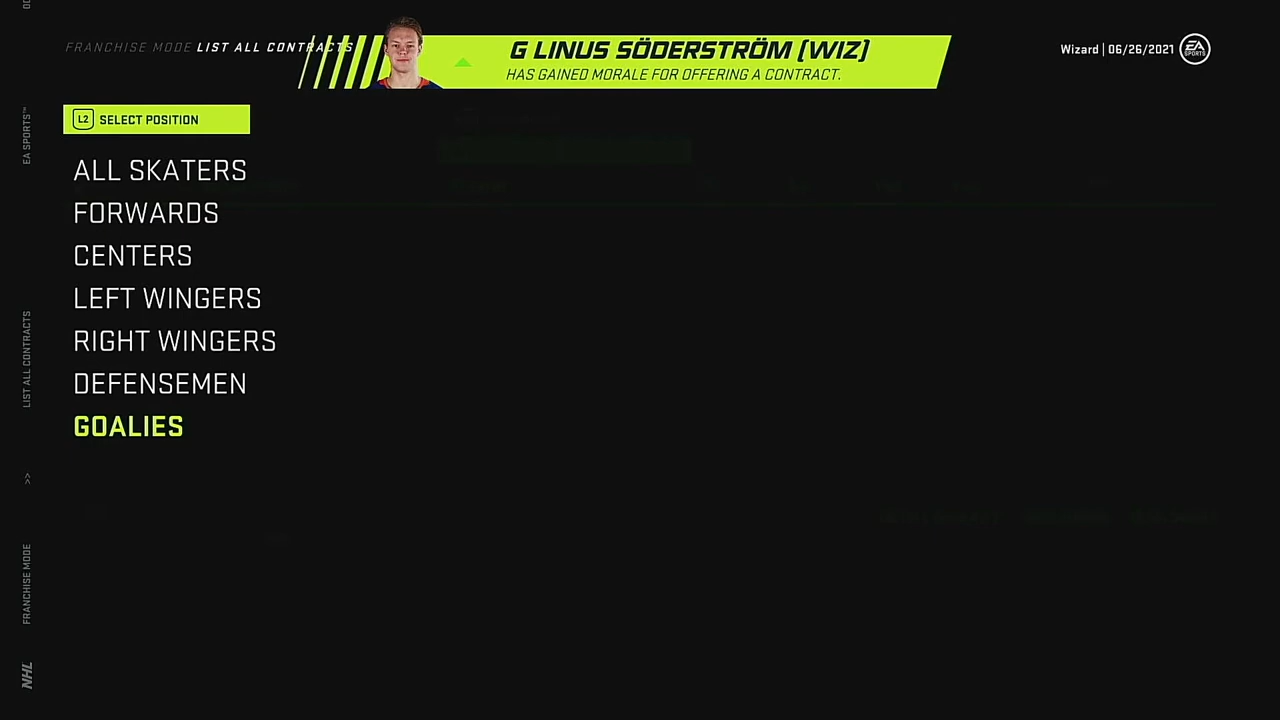 FRANCHISE MODE LIST ALL CONTRACTS
G LINUS SÖDERSTRÖM (WIZ)
HAS GAINED MORALE FOR OFFERING A CONTRACT.
Wizard | 06/26/2021
EA SPORTS
L2 SELECT POSITION
ALL SKATERS
FORWARDS
CENTERS
LEFT WINGERS
RIGHT WINGERS
DEFENSEMEN
GOALIES
EA SPORTS™
LIST ALL CONTRACTS
>>
FRANCHISE MODE
NHL